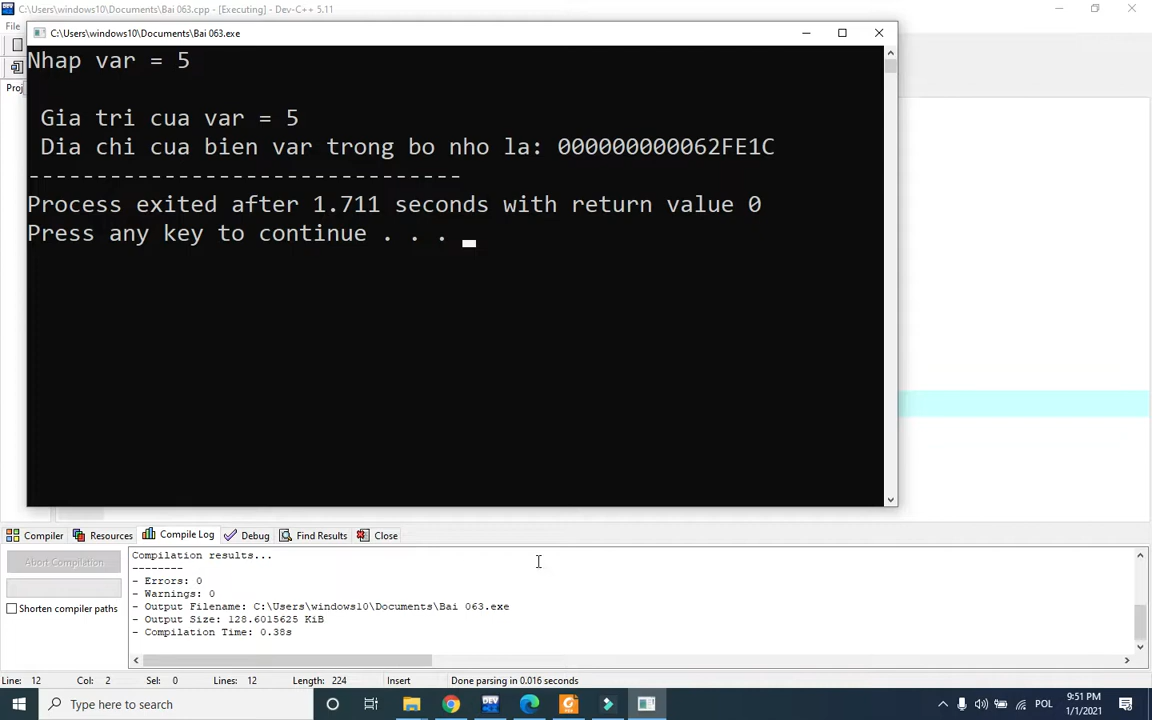 C:\Users\windows10\Documents\Bai 063.cpp - [Executing] - Dev-C++ 5.11
File
C:\Users\windows10\Documents\Bai 063.exe
Proj
Nhap var = 5
Gia tri cua var = 5
Dia chi cua bien var trong bo nho la: 000000000062FE1C
--------------------------------
Process exited after 1.711 seconds with return value 0
Press any key to continue . . .
Compiler Resources Compile Log Debug Find Results Close
Abort Compilation
Shorten compiler paths
Compilation results...
--------
- Errors: 0
- Warnings: 0
- Output Filename: C:\Users\windows10\Documents\Bai 063.exe
- Output Size: 128.6015625 KiB
- Compilation Time: 0.38s
Line: 12 Col: 2 Sel: 0 Lines: 12 Length: 224 Insert Done parsing in 0.016 seconds
Type here to search
DEV
POL
9:51 PM
1/1/2021